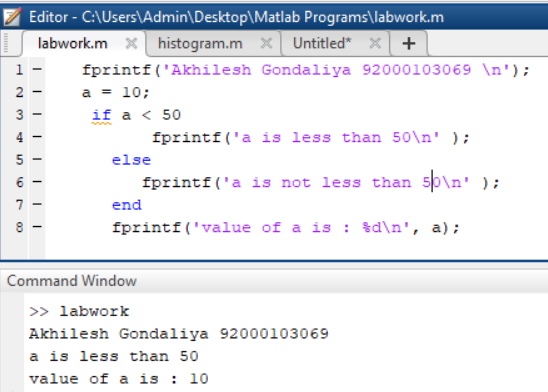 Editor - C:\Users\Admin\Desktop\Matlab Programs\labwork.m
labwork.m × histogram.m × Untitled* × +
1 - fprintf('Akhilesh Gondaliya 92000103069 \n');
2 - a = 10;
3 - if a < 50
4 - fprintf('a is less than 50\n' );
5 - else
6 - fprintf('a is not less than 50\n' );
7 - end
8 - fprintf('value of a is : %d\n', a);
Command Window
>> labwork
Akhilesh Gondaliya 92000103069
a is less than 50
value of a is : 10